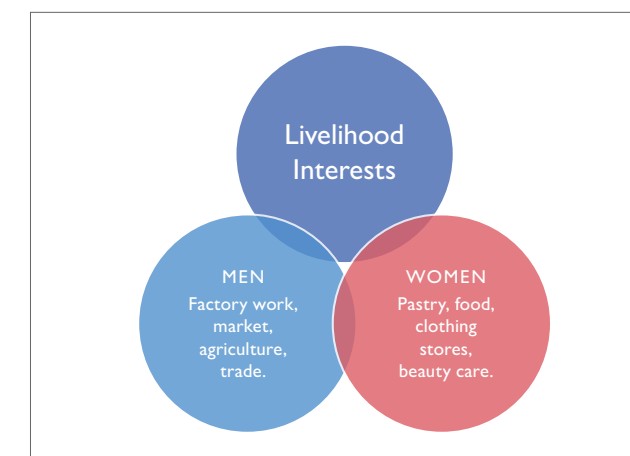 Livelihood
Interests
MEN
Factory work,
market,
agriculture,
trade.
WOMEN
Pastry, food,
clothing
stores,
beauty care.